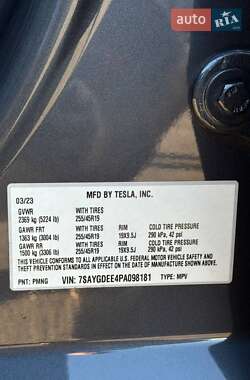 AUTO
RIA
MFD BY TESLA, INC.
03/23
GVWR WITH TIRES
2369 kg (5224 lb) 255/45R19
GAWR FRT WITH TIRES RIM COLD TIRE PRESSURE
1363 kg (3004 lb) 255/45R19 19X9.5J 290 kPa, 42 psi
GAWR RR WITH TIRES RIM COLD TIRE PRESSURE
1500 kg (3306 lb) 255/45R19 19X9.5J 290 kPa, 42 psi
THIS VEHICLE CONFORMS TO ALL APPLICABLE U.S. FEDERAL MOTOR VEHICLE
SAFETY AND THEFT PREVENTION STANDARDS IN EFFECT ON THE DATE OF
MANUFACTURE SHOWN ABOVE.
PNT: PMNG VIN: 7SAYGDEE4PA098181 TYPE: MPV